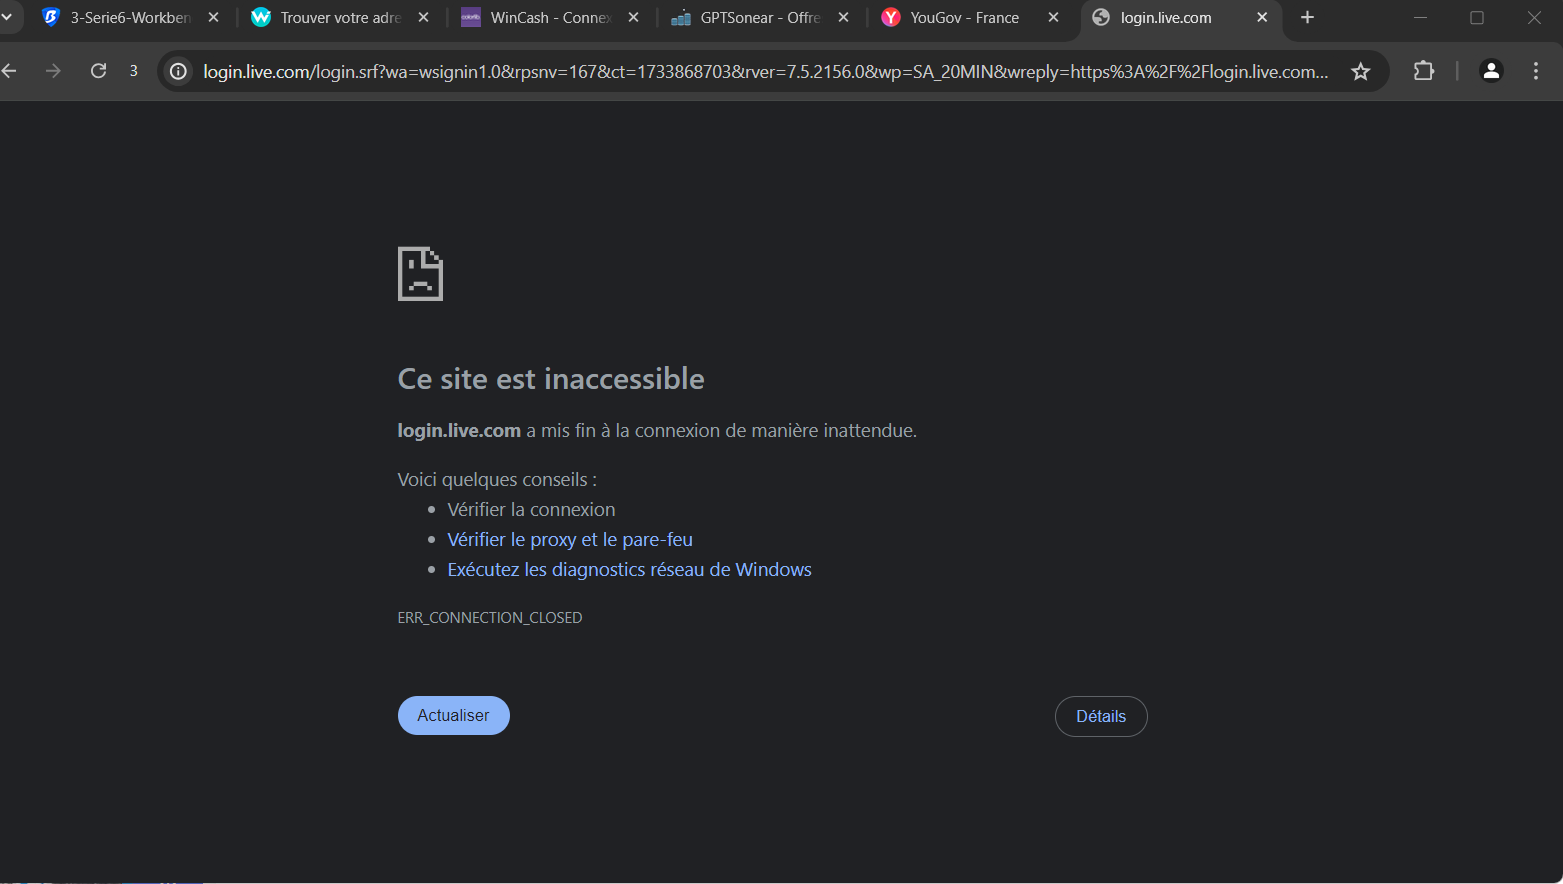 3-Serie6-Workben
Trouver votre adre
WinCash - Connex
GPTSonear - Offre
YouGov - France
login.live.com
3
login.live.com/login.srf?wa=wsignin1.0&rpsnv=167&ct=1733868703&rver=7.5.2156.0&wp=SA_20MIN&wreply=https%3A%2F%2Flogin.live.com...
Ce site est inaccessible
login.live.com a mis fin à la connexion de manière inattendue.
Voici quelques conseils :
Vérifier la connexion
Vérifier le proxy et le pare-feu
Exécutez les diagnostics réseau de Windows
ERR_CONNECTION_CLOSED
Actualiser
Détails